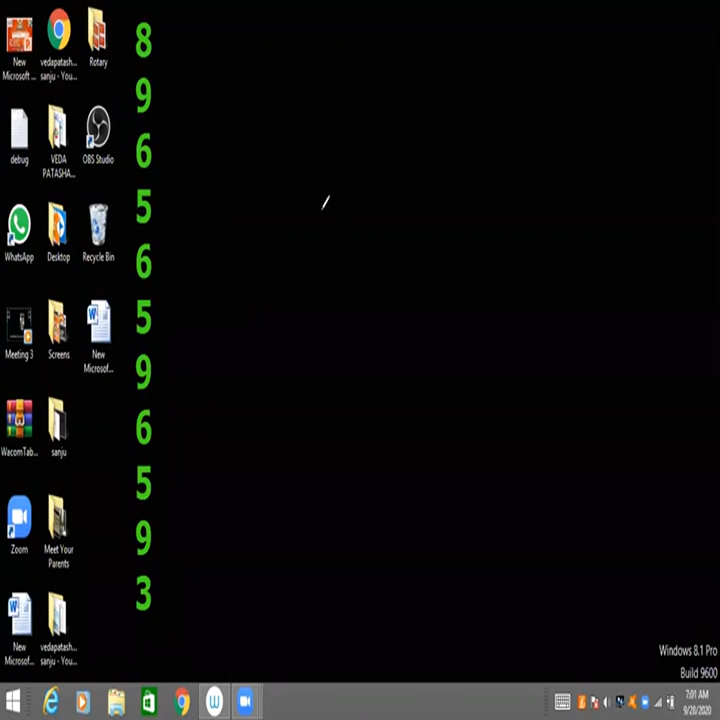 New
Microsoft ...
vedapatash...
sanju - You...
Rotary
debug
VEDA
PATASHA...
OBS Studio
WhatsApp
Desktop
Recycle Bin
Meeting 3
Screens
New
Microsof...
WacomTab...
sanju
Zoom
Meet Your
Parents
New
Microsof...
vedapatash...
sanju - You...
8
9
6
5
6
5
9
6
5
9
3
Windows 8.1 Pro
Build 9600
7:01 AM
9/28/2020